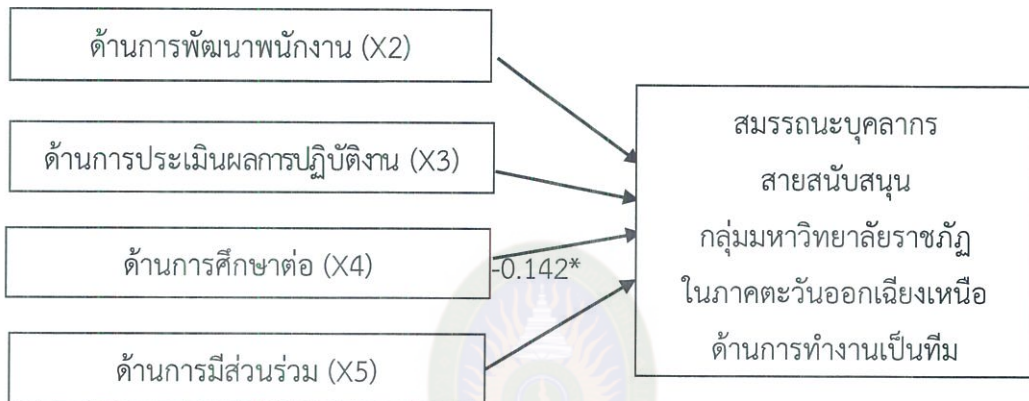 ด้านการพัฒนาพนักงาน (X2)
ด้านการประเมินผลการปฏิบัติงาน (X3)
ด้านการศึกษาต่อ (X4)
-0.142*
ด้านการมีส่วนร่วม (X5)
สมรรถนะบุคลากร
สายสนับสนุน
กลุ่มมหาวิทยาลัยราชภัฏ
ในภาคตะวันออกเฉียงเหนือ
ด้านการทำงานเป็นทีม